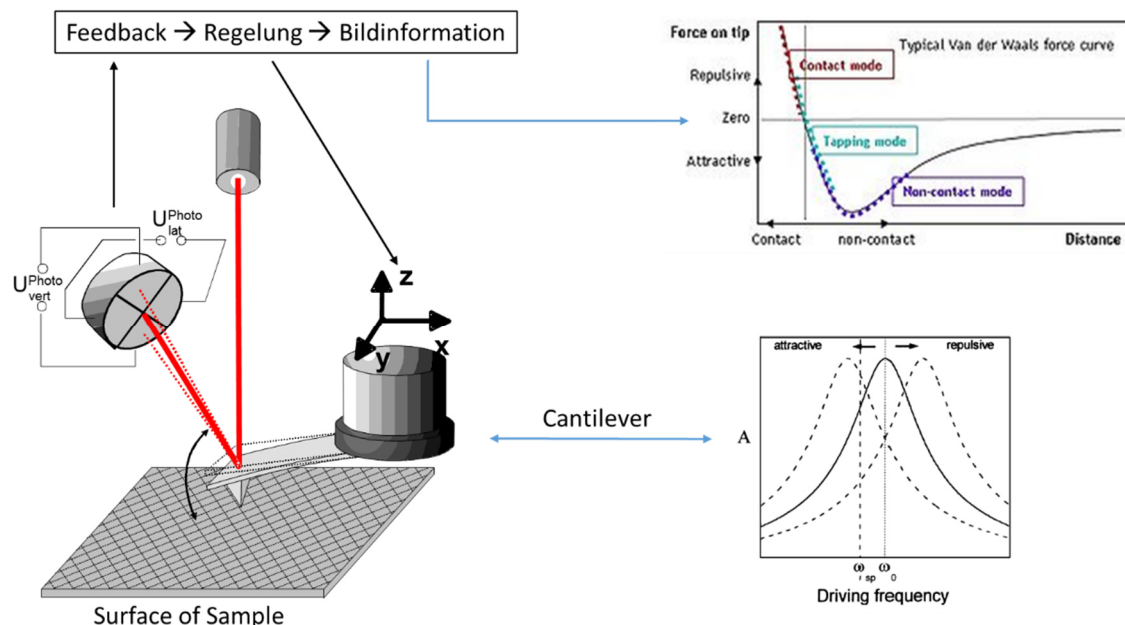 Feedback → Regelung → Bildinformation
U Photo lat
U Photo vert
z
x
y
Cantilever
Surface of Sample
Force on tip
Typical Van der Waals force curve
Contact mode
Repulsive
Zero
Tapping mode
Attractive
Non-contact mode
Contact
non-contact
Distance
attractive
repulsive
A
ω sp
ω 0
Driving frequency